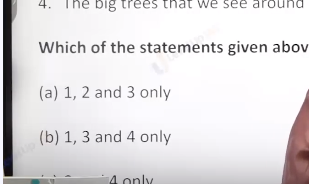 4. The big trees that we see around
Which of the statements given abov
(a) 1, 2 and 3 only
(b) 1, 3 and 4 only
4 only